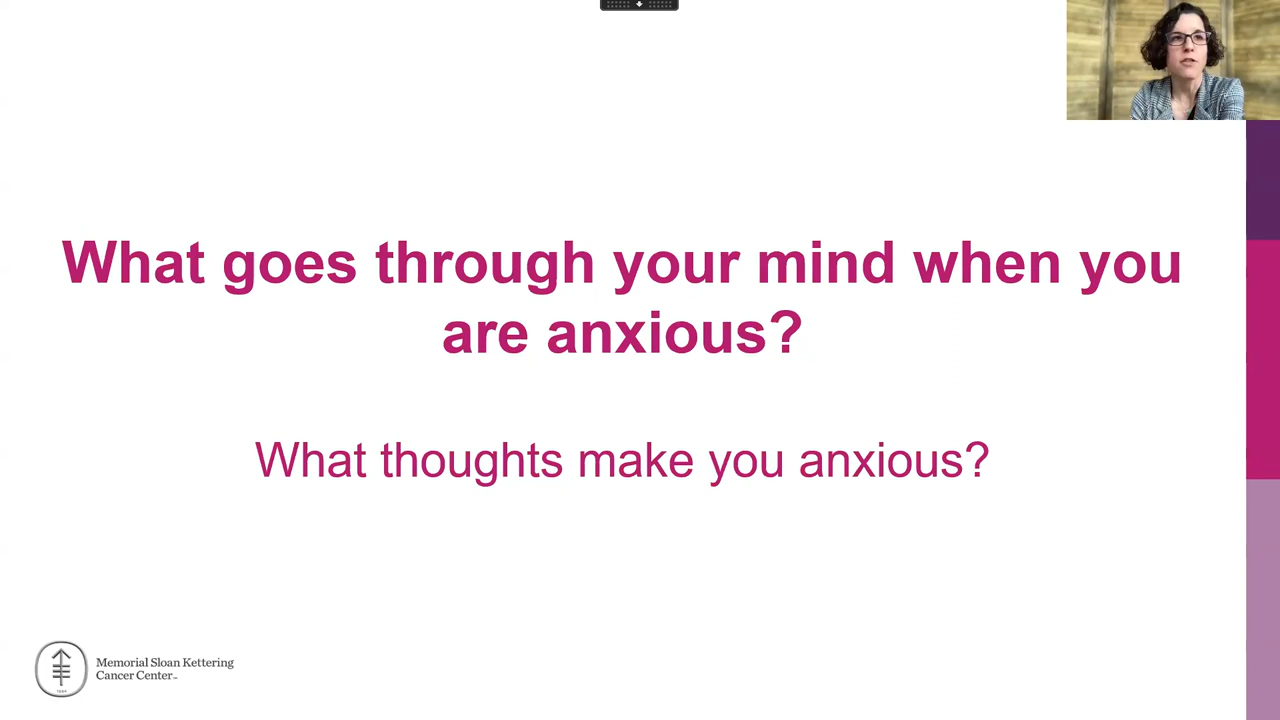 What goes through your mind when you
are anxious?
What thoughts make you anxious?
Memorial Sloan Kettering
Cancer Center